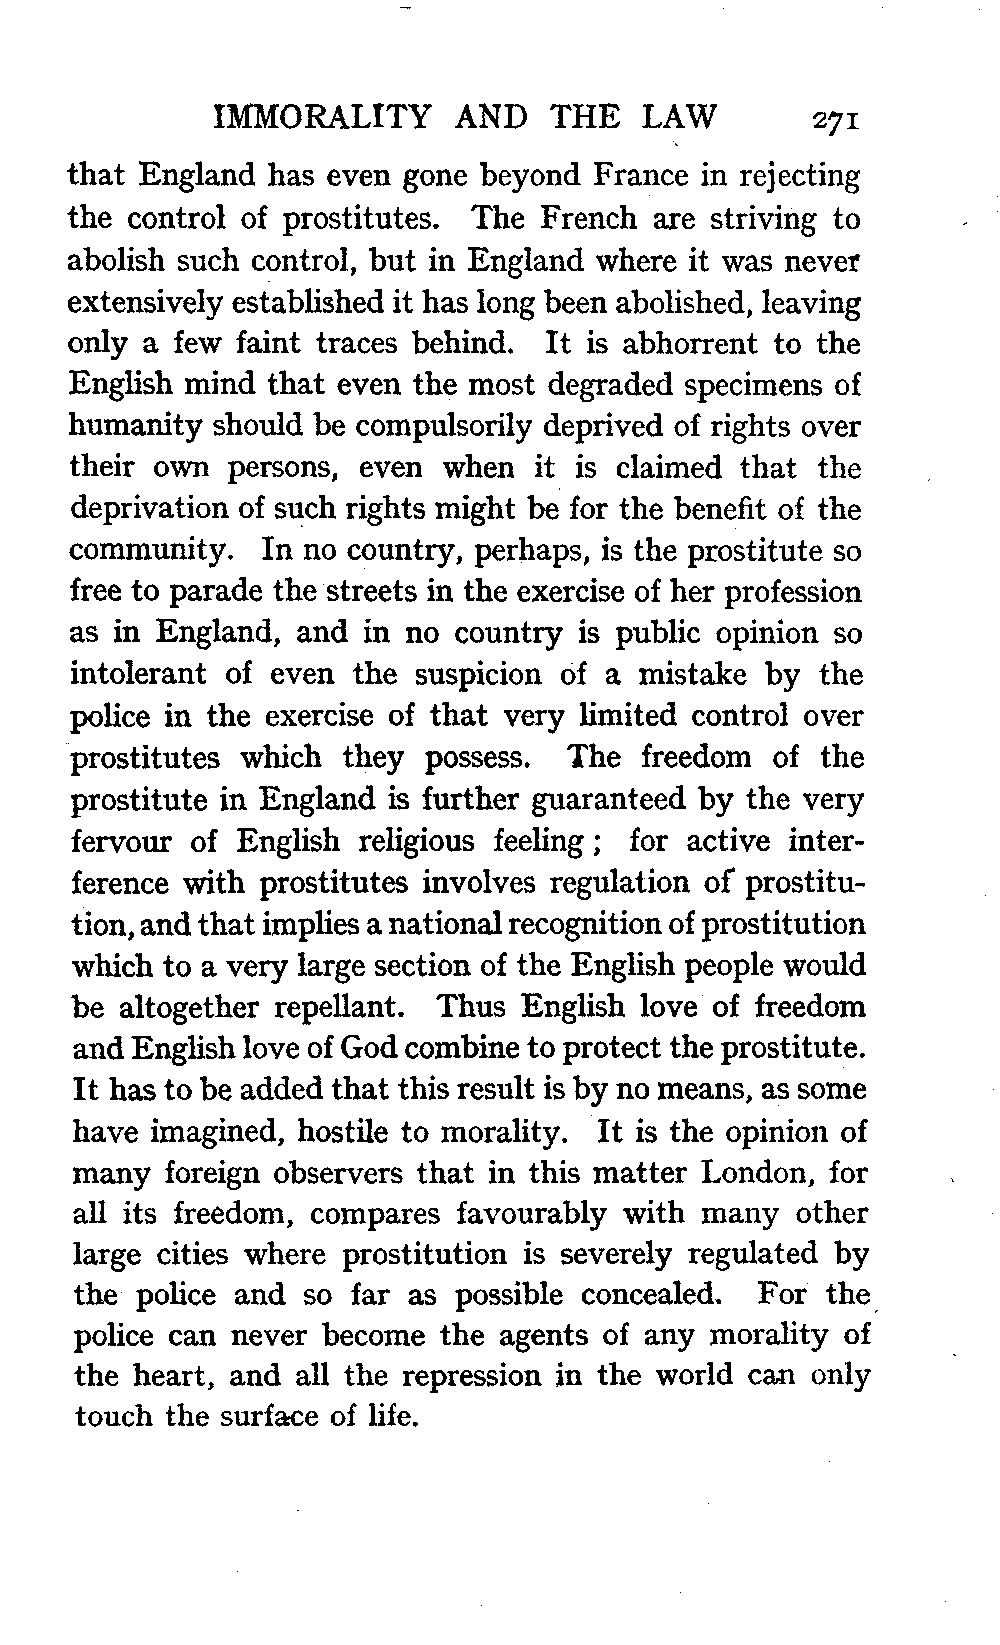 IMMORALITY AND THE LAW 271
that England has even gone beyond France in rejecting
the control of prostitutes. The French are striving to
abolish such control, but in England where it was never
extensively established it has long been abolished, leaving
only a few faint traces behind. It is abhorrent to the
English mind that even the most degraded specimens of
humanity should be compulsorily deprived of rights over
their own persons, even when it is claimed that the
deprivation of such rights might be for the benefit of the
community. In no country, perhaps, is the prostitute so
free to parade the streets in the exercise of her profession
as in England, and in no country is public opinion so
intolerant of even the suspicion of a mistake by the
police in the exercise of that very limited control over
prostitutes which they possess. The freedom of the
prostitute in England is further guaranteed by the very
fervour of English religious feeling ; for active inter-
ference with prostitutes involves regulation of prostitu-
tion, and that implies a national recognition of prostitution
which to a very large section of the English people would
be altogether repellant. Thus English love of freedom
and English love of God combine to protect the prostitute.
It has to be added that this result is by no means, as some
have imagined, hostile to morality. It is the opinion of
many foreign observers that in this matter London, for
all its freedom, compares favourably with many other
large cities where prostitution is severely regulated by
the police and so far as possible concealed. For the
police can never become the agents of any morality of
the heart, and all the repression in the world can only
touch the surface of life.